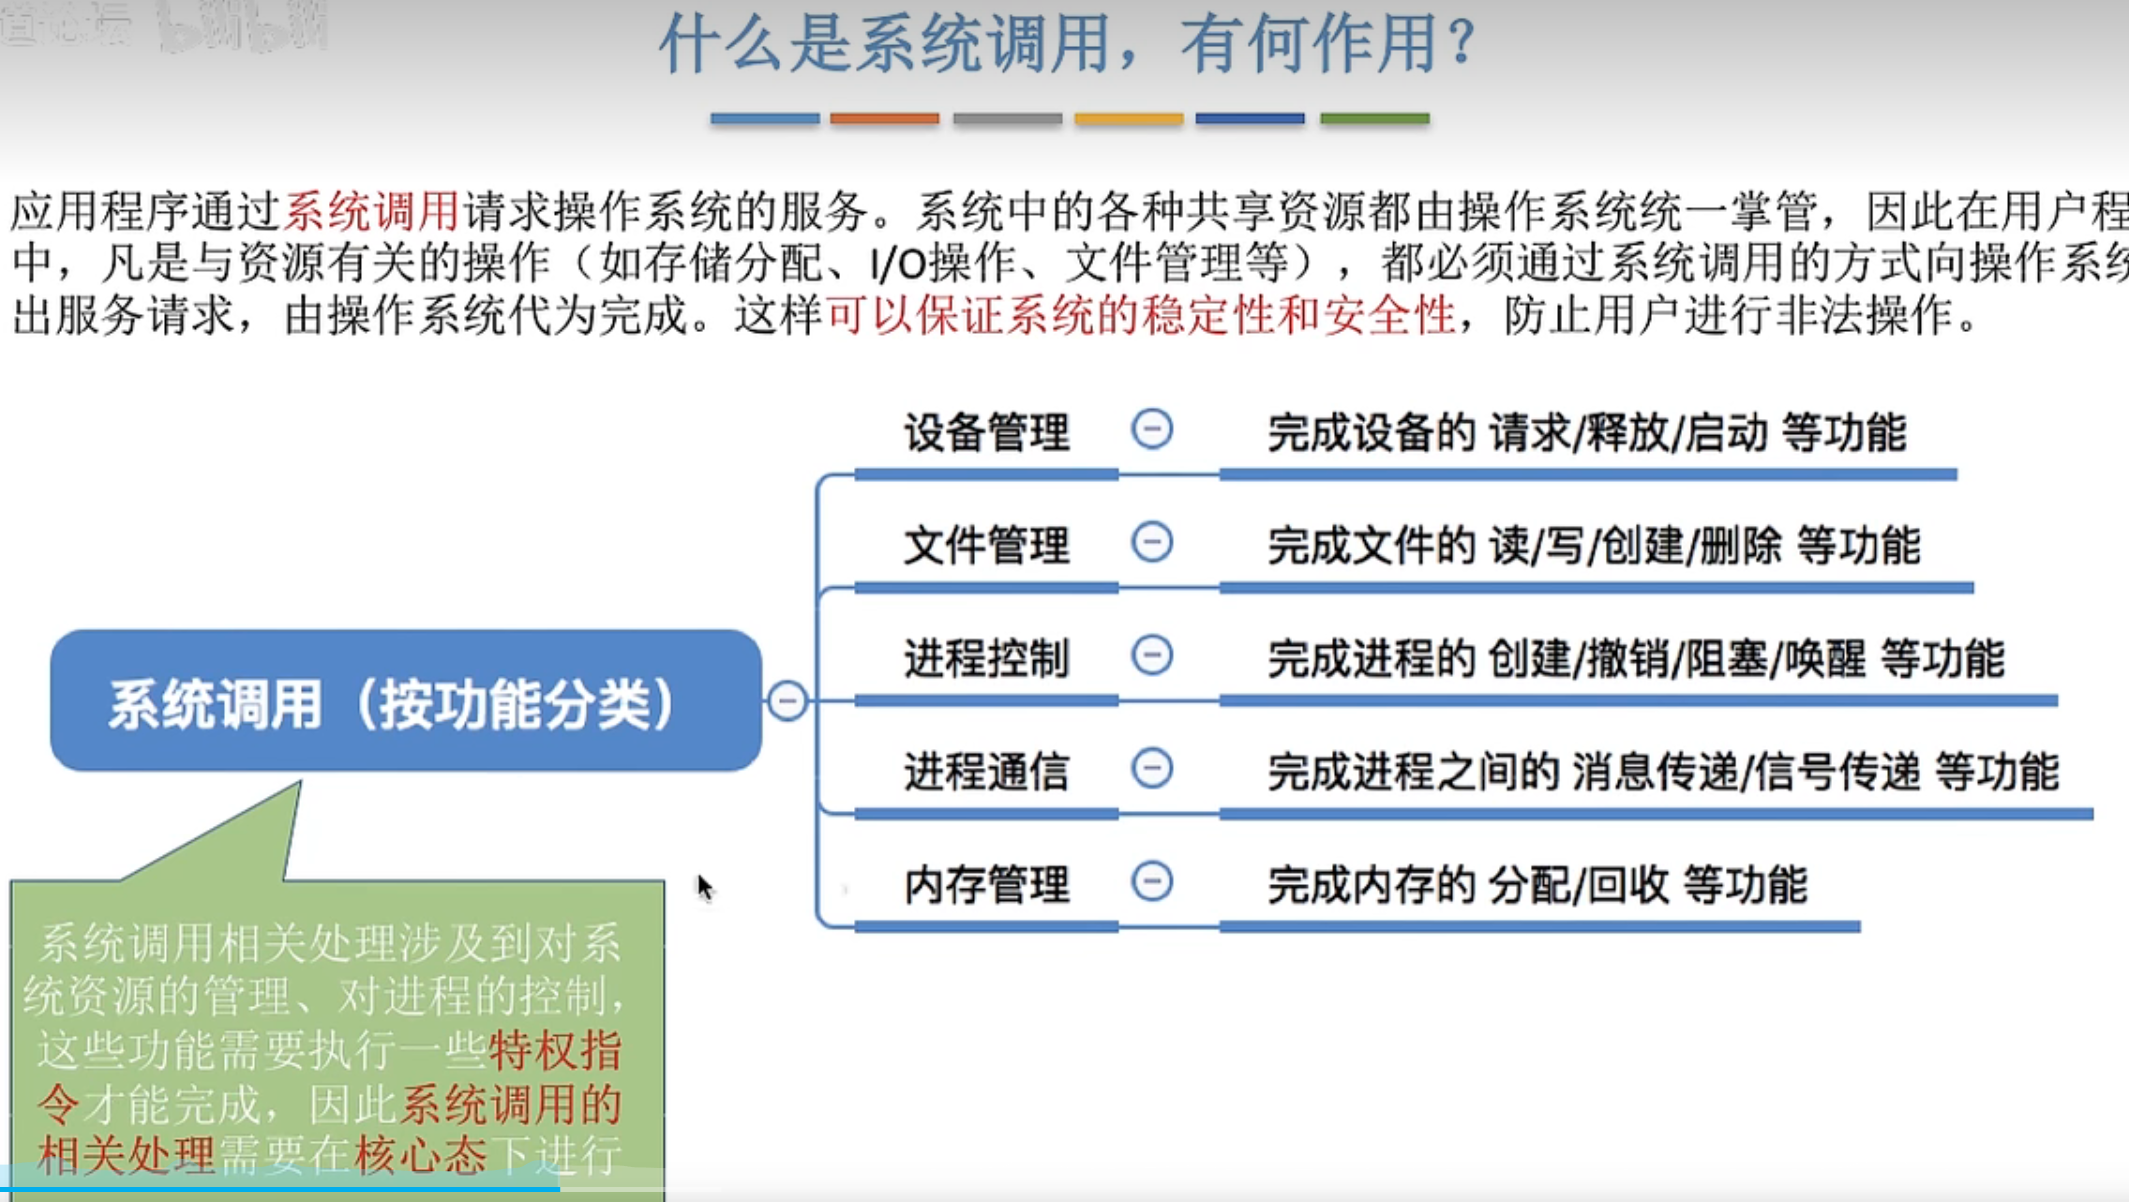 什么是系统调用，有何作用？
应用程序通过系统调用请求操作系统的服务。系统中的各种共享资源都由操作系统统一掌管，因此在用户程
中，凡是与资源有关的操作（如存储分配、I/O操作、文件管理等），都必须通过系统调用的方式向操作系统
出服务请求，由操作系统代为完成。这样可以保证系统的稳定性和安全性，防止用户进行非法操作。
设备管理 完成设备的 请求/释放/启动 等功能
文件管理 完成文件的 读/写/创建/删除 等功能
进程控制 完成进程的 创建/撤销/阻塞/唤醒 等功能
系统调用（按功能分类）
进程通信 完成进程之间的 消息传递/信号传递 等功能
内存管理 完成内存的 分配/回收 等功能
系统调用相关处理涉及到对系
统资源的管理、对进程的控制，
这些功能需要执行一些特权指
令才能完成，因此系统调用的
相关处理需要在核心态下进行